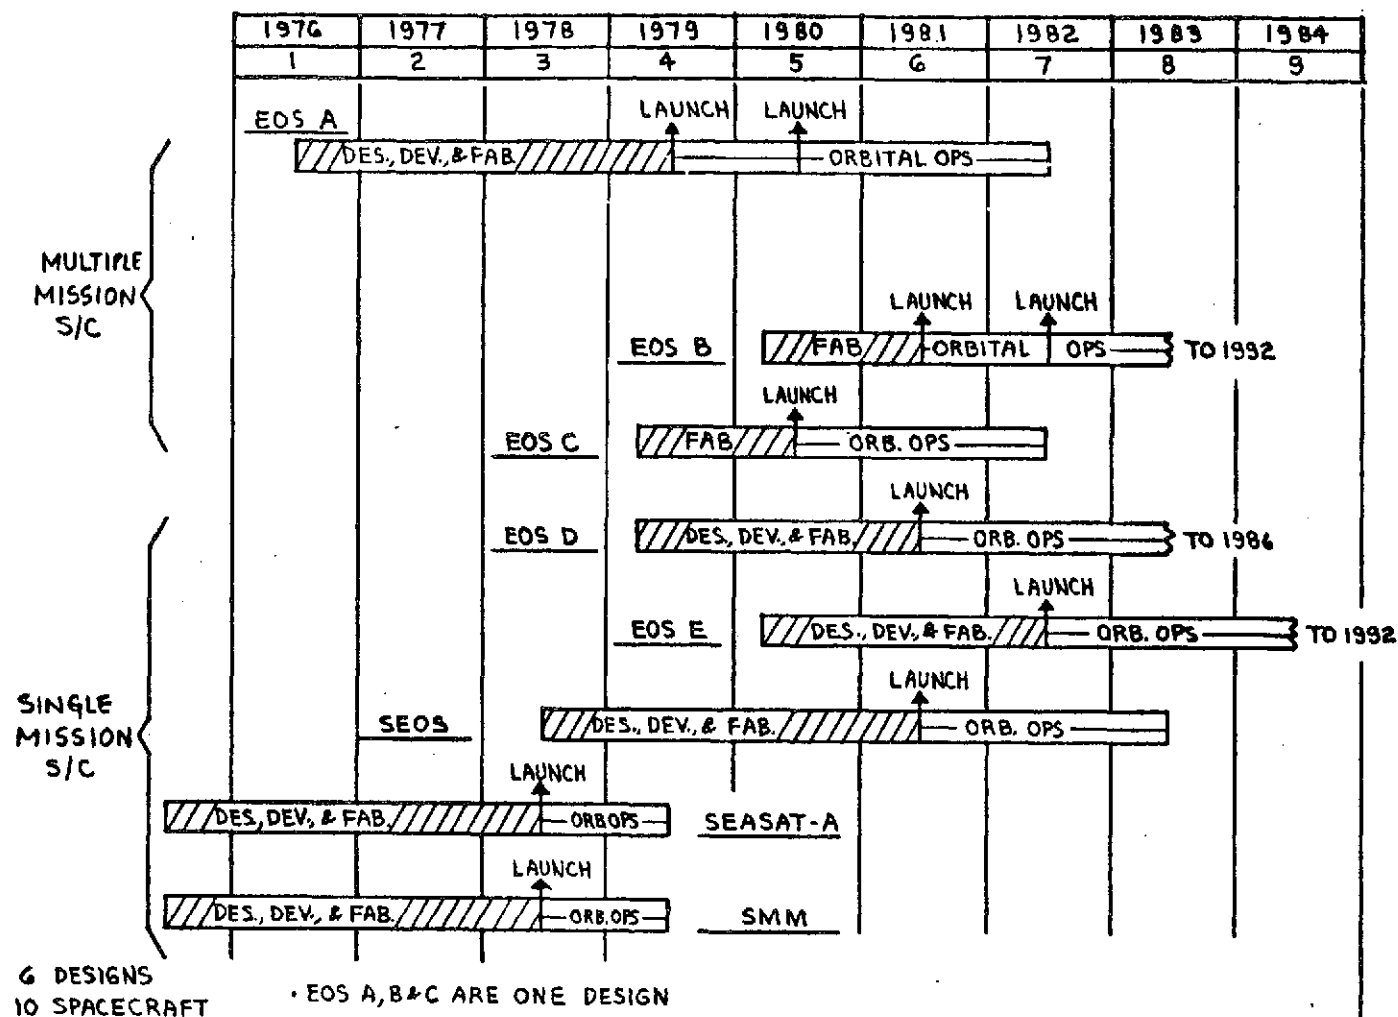 1976 1977 1978 1979 1980 1981 1982 1983 1984
1 2 3 4 5 6 7 8 9
EOS A
LAUNCH LAUNCH
DES., DEV., & FAB. ORBITAL OPS
MULTIPLE
MISSION
S/C
LAUNCH LAUNCH
EOS B FAB ORBITAL OPS TO 1992
LAUNCH
EOS C FAB ORB. OPS
LAUNCH
EOS D DES., DEV., & FAB. ORB. OPS TO 1986
LAUNCH
EOS E DES., DEV., & FAB. ORB. OPS TO 1992
SINGLE
MISSION
S/C
LAUNCH
SEOS DES., DEV., & FAB. ORB. OPS
LAUNCH
DES., DEV., & FAB. ORB OPS SEASAT-A
LAUNCH
DES., DEV., & FAB. ORB. OPS SMM
6 DESIGNS
10 SPACECRAFT
• EOS A, B & C ARE ONE DESIGN